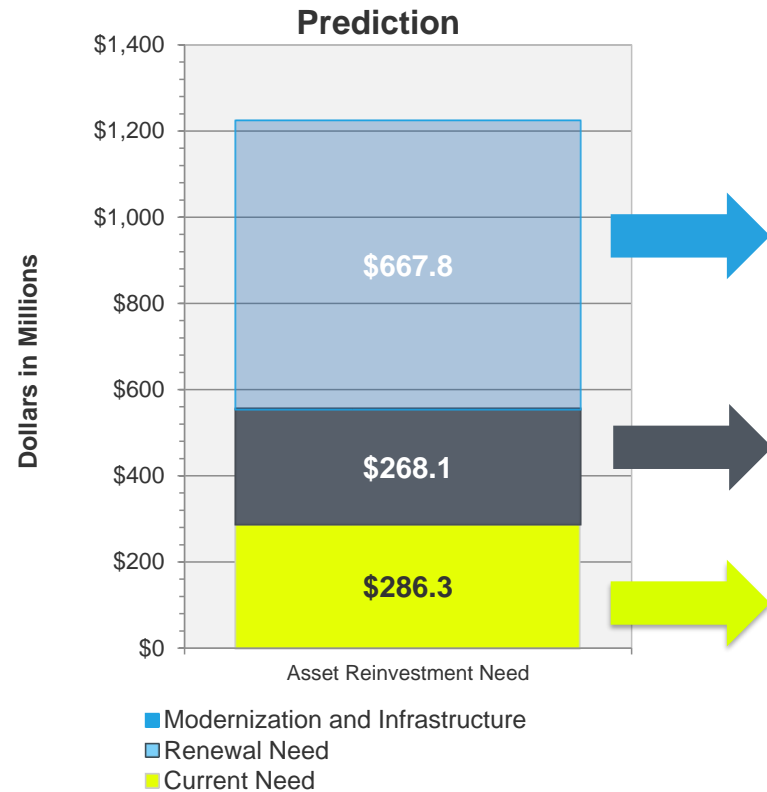 Prediction
$1,400
$1,200
$1,000
$800
$600
$400
$200
$0
Dollars in Millions
$667.8
$268.1
$286.3
Asset Reinvestment Need
Modernization and Infrastructure
Renewal Need
Current Need